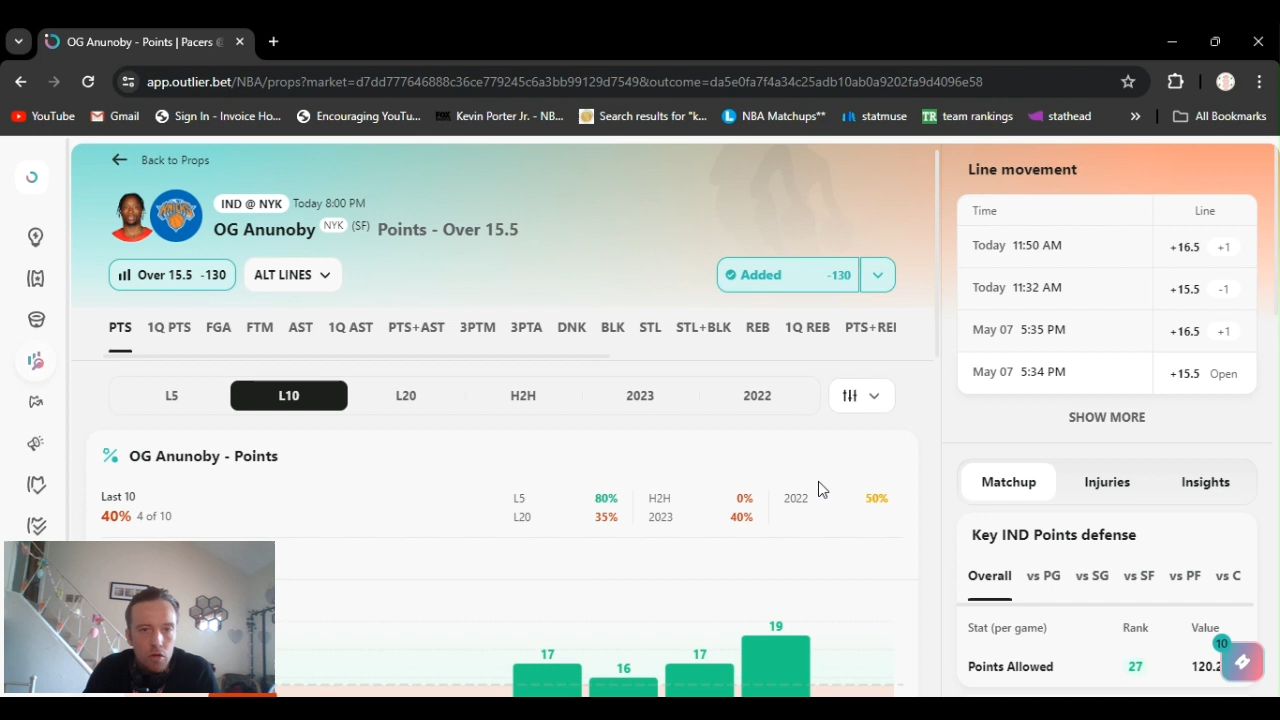 OG Anunoby - Points | Pacers @
app.outlier.bet/NBA/props?market=d7dd777646888c36ce779245c6a3bb99129d7549&outcome=da5e0fa7f4a34c25adb10ab0a9202fa9d4096e58
YouTube Gmail Sign In - Invoice Ho... Encouraging YouTu... Kevin Porter Jr. - NB... Search results for "k... NBA Matchups** statmuse team rankings stathead » All Bookmarks
Back to Props
IND @ NYK Today 8:00 PM
OG Anunoby NYK (SF) Points - Over 15.5
Over 15.5 -130 ALT LINES Added -130
PTS 1Q PTS FGA FTM AST 1Q AST PTS+AST 3PTM 3PTA DNK BLK STL STL+BLK REB 1Q REB PTS+REI
L5 L10 L20 H2H 2023 2022
OG Anunoby - Points
Last 10
40% 4 of 10
L5 80% H2H 0% 2022 50%
L20 35% 2023 40%
17 16 17 19
Line movement
Time Line
Today 11:50 AM +16.5 +1
Today 11:32 AM +15.5 -1
May 07 5:35 PM +16.5 +1
May 07 5:34 PM +15.5 Open
SHOW MORE
Matchup Injuries Insights
Key IND Points defense
Overall vs PG vs SG vs SF vs PF vs C
Stat (per game) Rank Value
10
Points Allowed 27 120.2